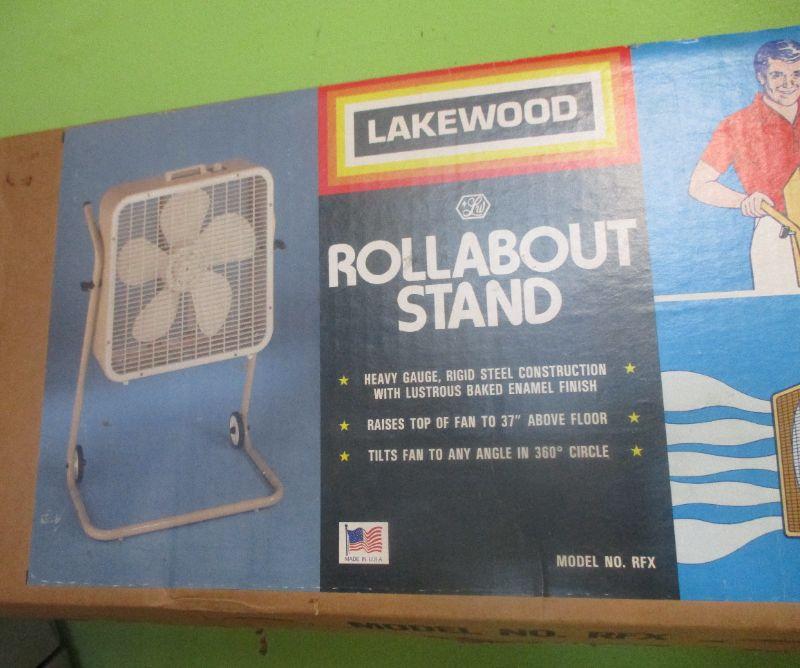 LAKEWOOD
ROLLABOUT
STAND
★ HEAVY GAUGE, RIGID STEEL CONSTRUCTION ★
WITH LUSTROUS BAKED ENAMEL FINISH
★ RAISES TOP OF FAN TO 37" ABOVE FLOOR ★
★ TILTS FAN TO ANY ANGLE IN 360° CIRCLE ★
MADE IN U.S.A.
MODEL NO. RFX
MODEL NO. RFX